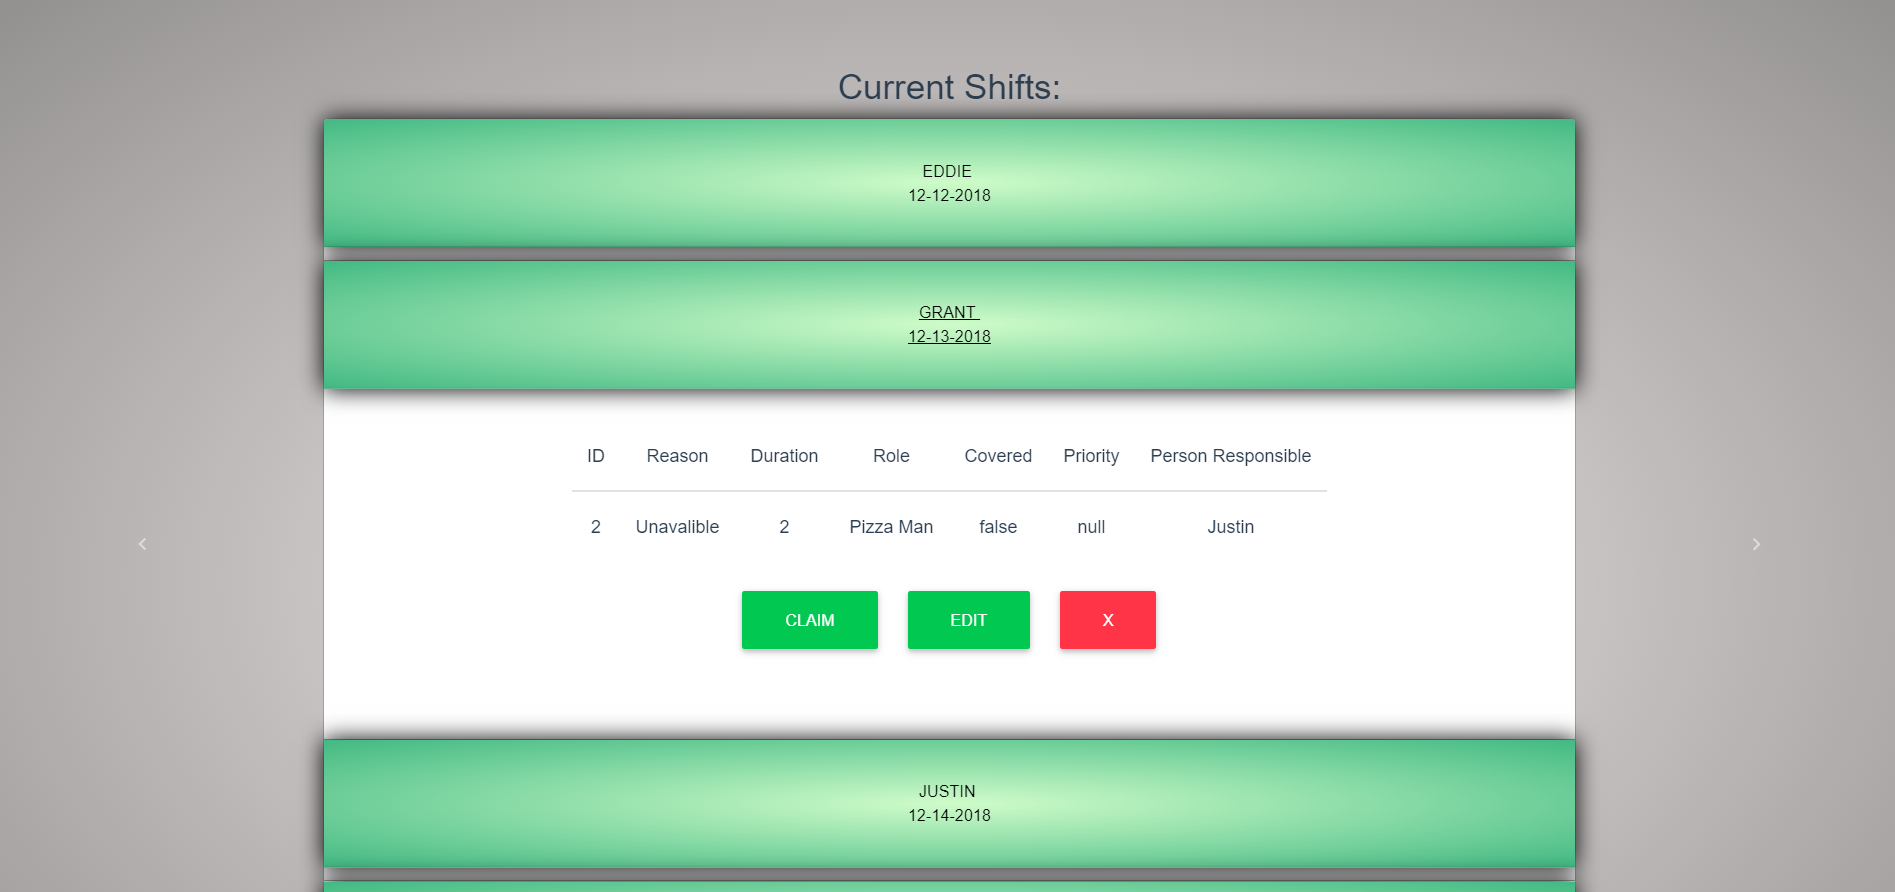 Current Shifts:
EDDIE
12-12-2018
GRANT
12-13-2018
ID Reason Duration Role Covered Priority Person Responsible
2 Unavalible 2 Pizza Man false null Justin
CLAIM EDIT X
JUSTIN
12-14-2018